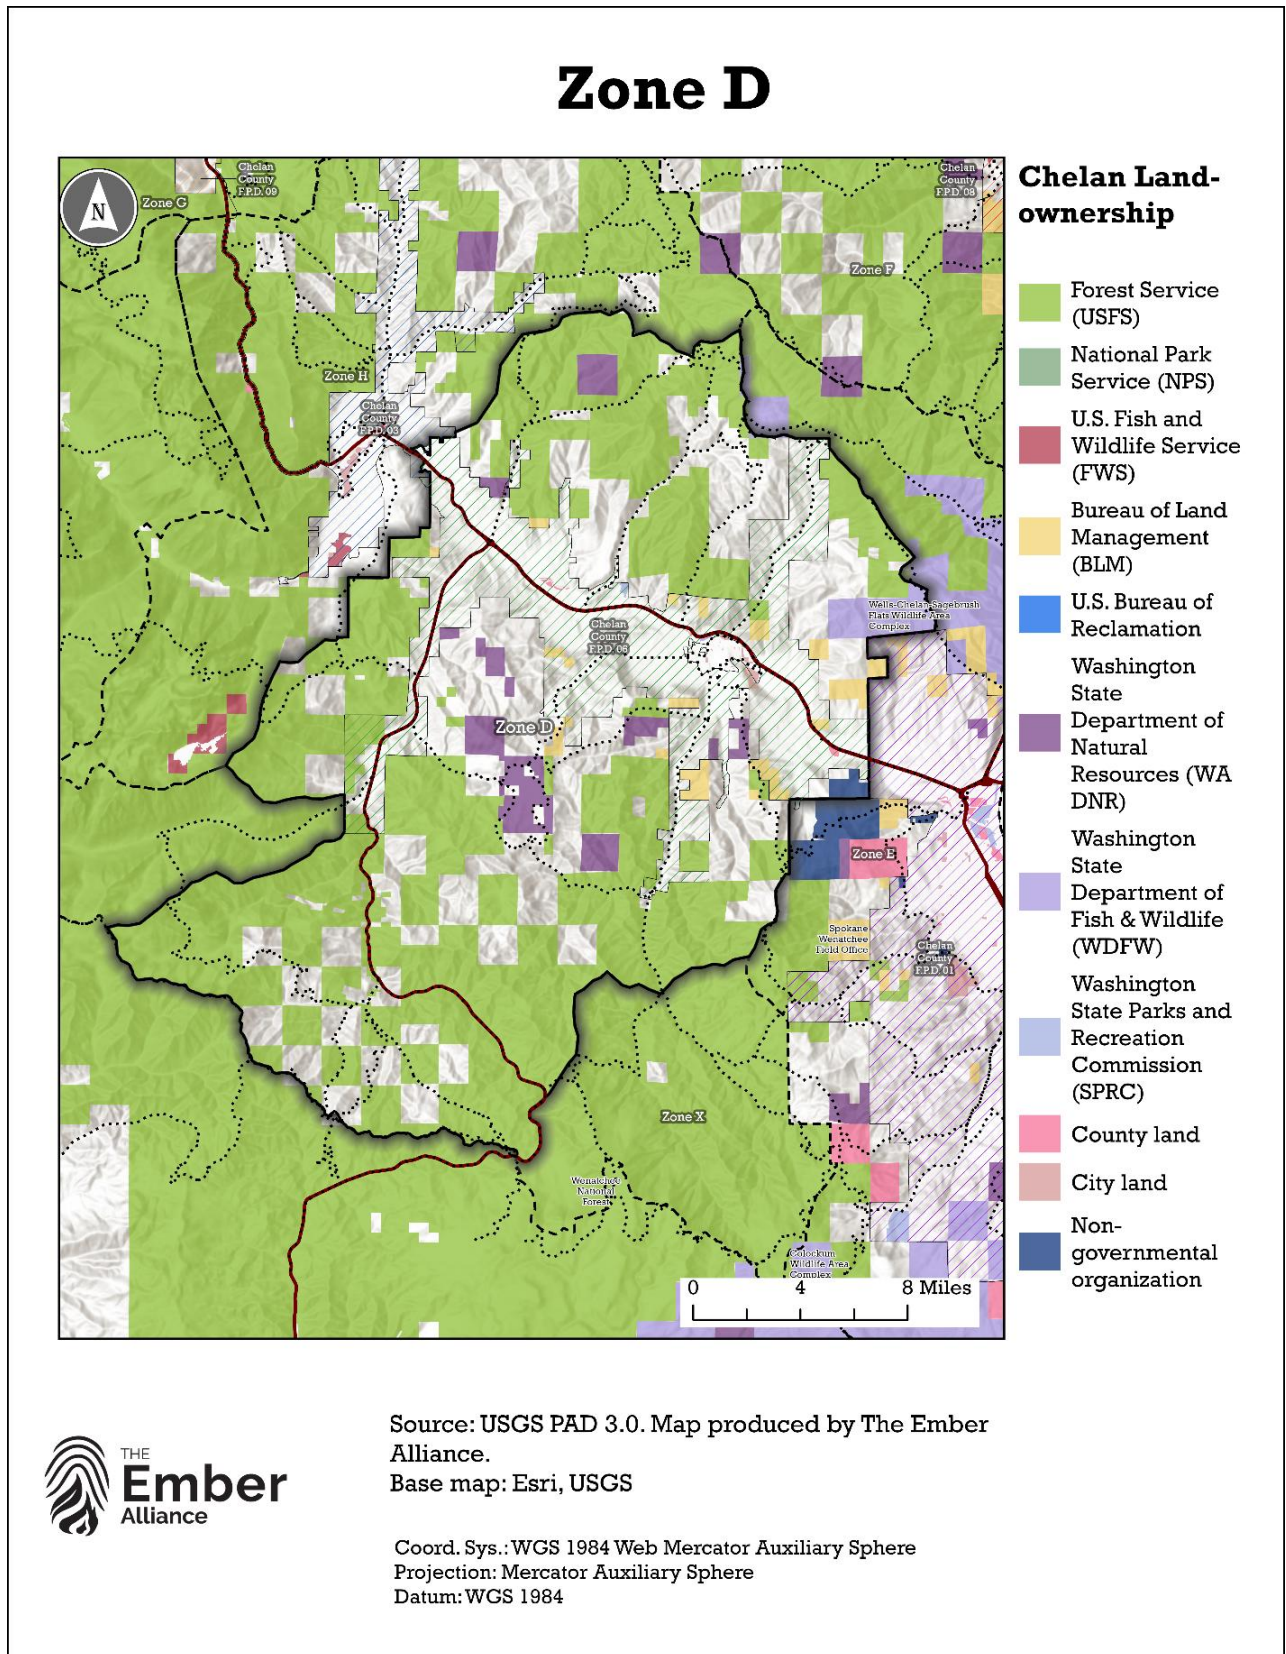 Zone D
N
Zone G
Chelan
County
F.P.D. 09
Chelan
County
F.P.D. 08
Zone F
Zone H
Chelan
County
F.P.D. 03
Wells-Chelan-Sagebrush
Flats Wildlife Area
Complex
Chelan
County
F.P.D. 06
Zone D
Zone E
Spokane
Wenatchee
Field Office
Chelan
County
F.P.D. 01
Zone X
Wenatchee
National
Forest
Colockum
Wildlife Area
Complex
0 4 8 Miles
Chelan Land-
ownership
Forest Service
(USFS)
National Park
Service (NPS)
U.S. Fish and
Wildlife Service
(FWS)
Bureau of Land
Management
(BLM)
U.S. Bureau of
Reclamation
Washington
State
Department of
Natural
Resources (WA
DNR)
Washington
State
Department of
Fish & Wildlife
(WDFW)
Washington
State Parks and
Recreation
Commission
(SPRC)
County land
City land
Non-
governmental
organization
THE
Ember
Alliance
Source: USGS PAD 3.0. Map produced by The Ember
Alliance.
Base map: Esri, USGS
Coord. Sys.: WGS 1984 Web Mercator Auxiliary Sphere
Projection: Mercator Auxiliary Sphere
Datum: WGS 1984